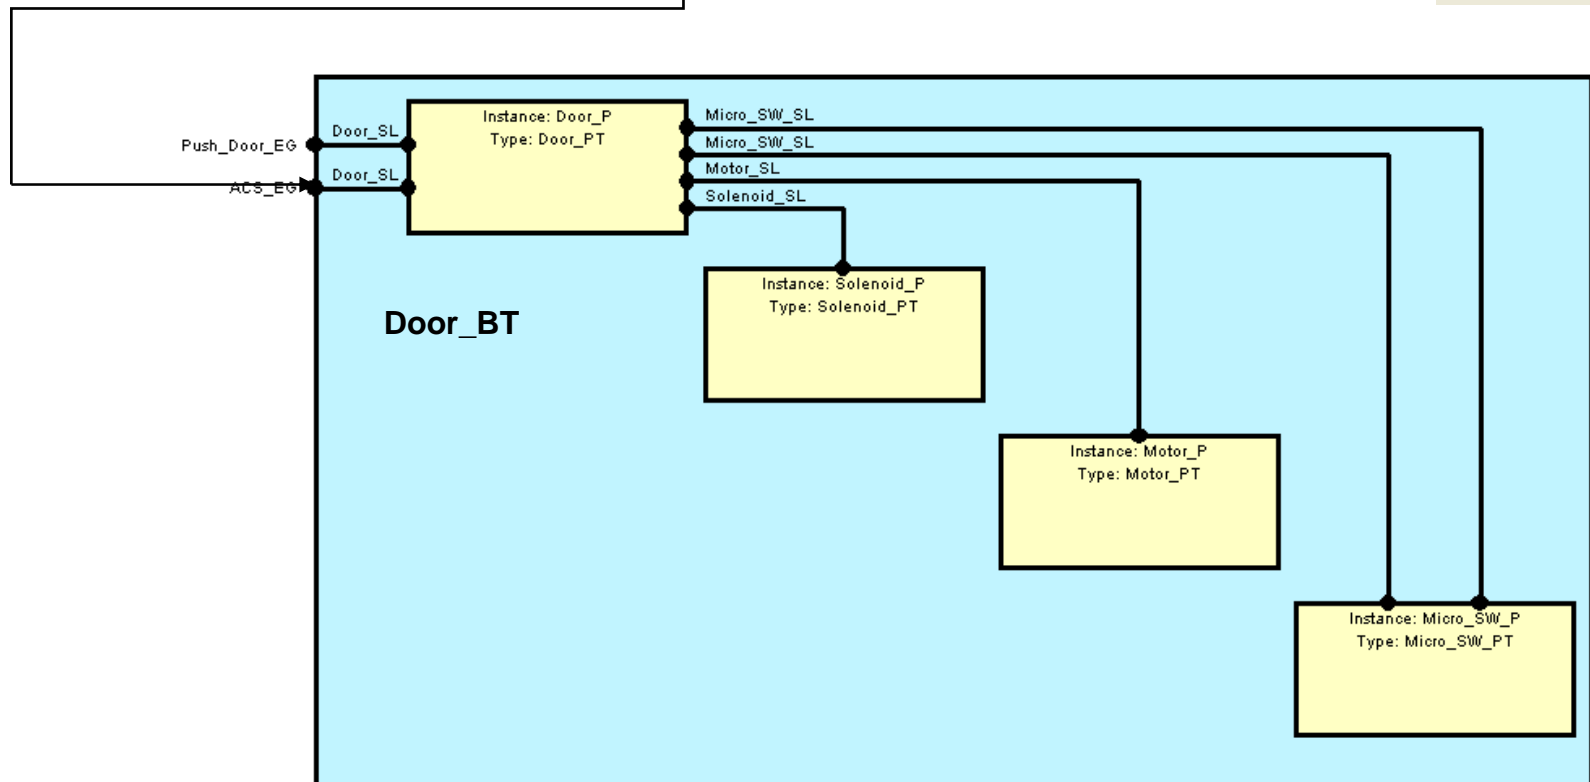 Push_Door_EG
ACS_EG
Door_SL
Door_SL
Instance: Door_P
Type: Door_PT
Micro_SW_SL
Micro_SW_SL
Motor_SL
Solenoid_SL
Instance: Solenoid_P
Type: Solenoid_PT
Door_BT
Instance: Motor_P
Type: Motor_PT
Instance: Micro_SW_P
Type: Micro_SW_PT